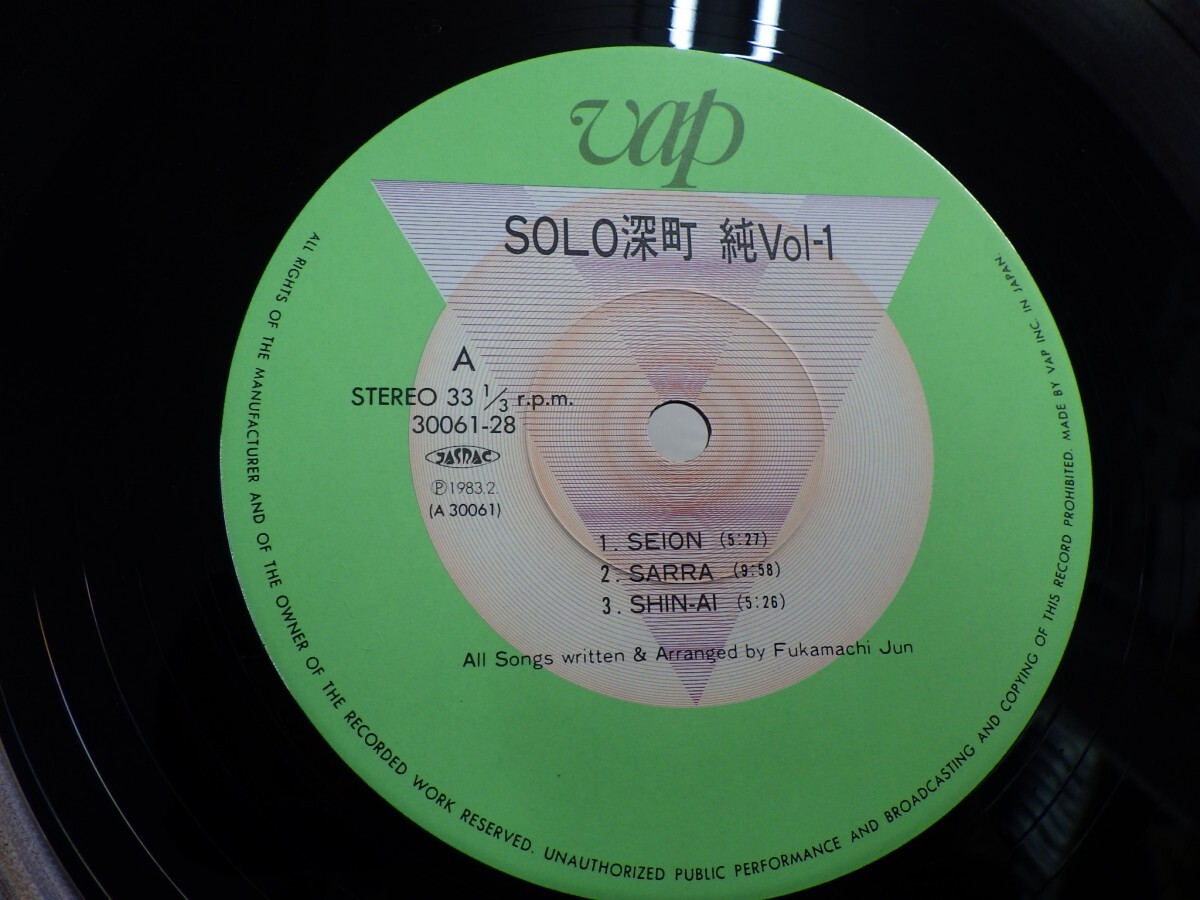 vap
SOLO深町 純Vol-1
A
STEREO 33 1/3 r.p.m.
30061-28
JASRAC
Ⓟ1983.2.
(A 30061)
1. SEION (5:27)
2. SARRA (9:58)
3. SHIN-AI (5:26)
All Songs written & Arranged by Fukamachi Jun
ALL RIGHTS OF THE MANUFACTURER AND OF THE OWNER OF THE RECORDED WORK RESERVED. UNAUTHORIZED PUBLIC PERFORMANCE AND BROADCASTING AND COPYING OF THIS RECORD PROHIBITED. MADE BY VAP INC. IN JAPAN.